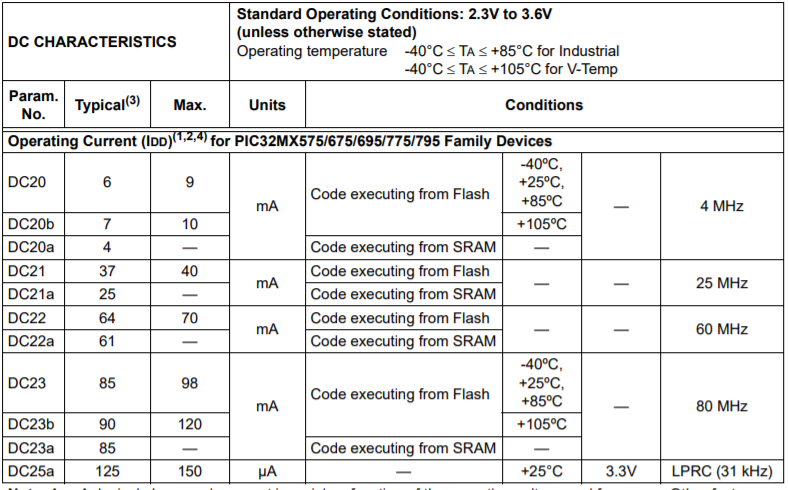 DC CHARACTERISTICS
Standard Operating Conditions: 2.3V to 3.6V
(unless otherwise stated)
Operating temperature -40°C ≤ TA ≤ +85°C for Industrial
-40°C ≤ TA ≤ +105°C for V-Temp
Param. No. Typical(3) Max. Units Conditions
Operating Current (IDD)(1,2,4) for PIC32MX575/675/695/775/795 Family Devices
DC20 6 9 mA Code executing from Flash -40ºC, +25ºC, +85ºC — 4 MHz
DC20b 7 10 +105ºC
DC20a 4 — Code executing from SRAM —
DC21 37 40 mA Code executing from Flash — — 25 MHz
DC21a 25 — Code executing from SRAM
DC22 64 70 mA Code executing from Flash — — 60 MHz
DC22a 61 — Code executing from SRAM
DC23 85 98 mA Code executing from Flash -40ºC, +25ºC, +85ºC — 80 MHz
DC23b 90 120 +105ºC
DC23a 85 — Code executing from SRAM —
DC25a 125 150 µA — +25°C 3.3V LPRC (31 kHz)